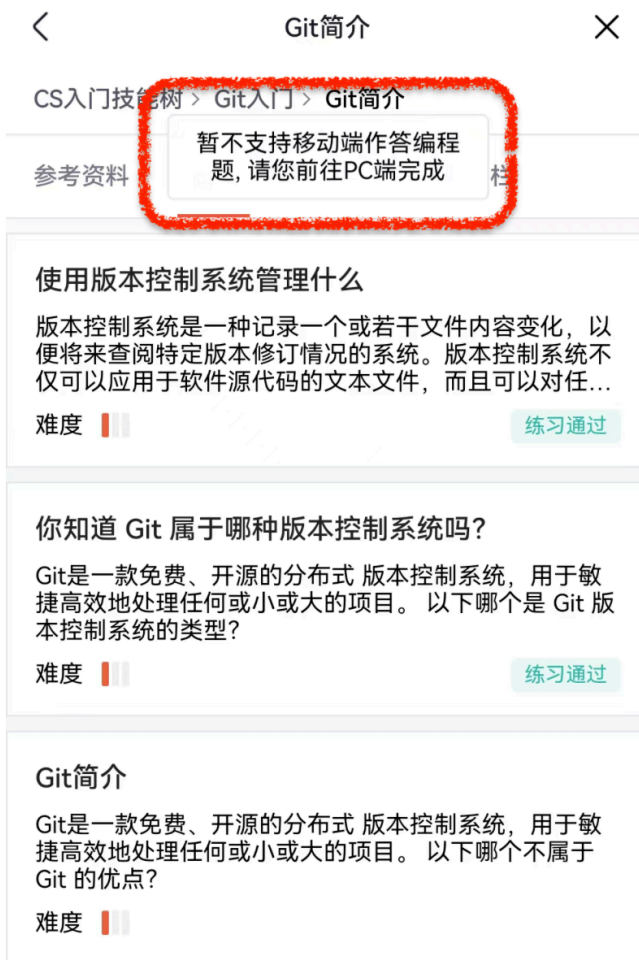 Git简介
CS入门技能树 > Git入门 > Git简介
暂不支持移动端作答编程
题, 请您前往PC端完成
参考资料
栏
使用版本控制系统管理什么
版本控制系统是一种记录一个或若干文件内容变化，以
便将来查阅特定版本修订情况的系统。版本控制系统不
仅可以应用于软件源代码的文本文件，而且可以对任...
难度
练习通过
你知道 Git 属于哪种版本控制系统吗?
Git是一款免费、开源的分布式 版本控制系统，用于敏
捷高效地处理任何或小或大的项目。 以下哪个是 Git 版
本控制系统的类型?
难度
练习通过
Git简介
Git是一款免费、开源的分布式 版本控制系统，用于敏
捷高效地处理任何或小或大的项目。 以下哪个不属于
Git 的优点?
难度